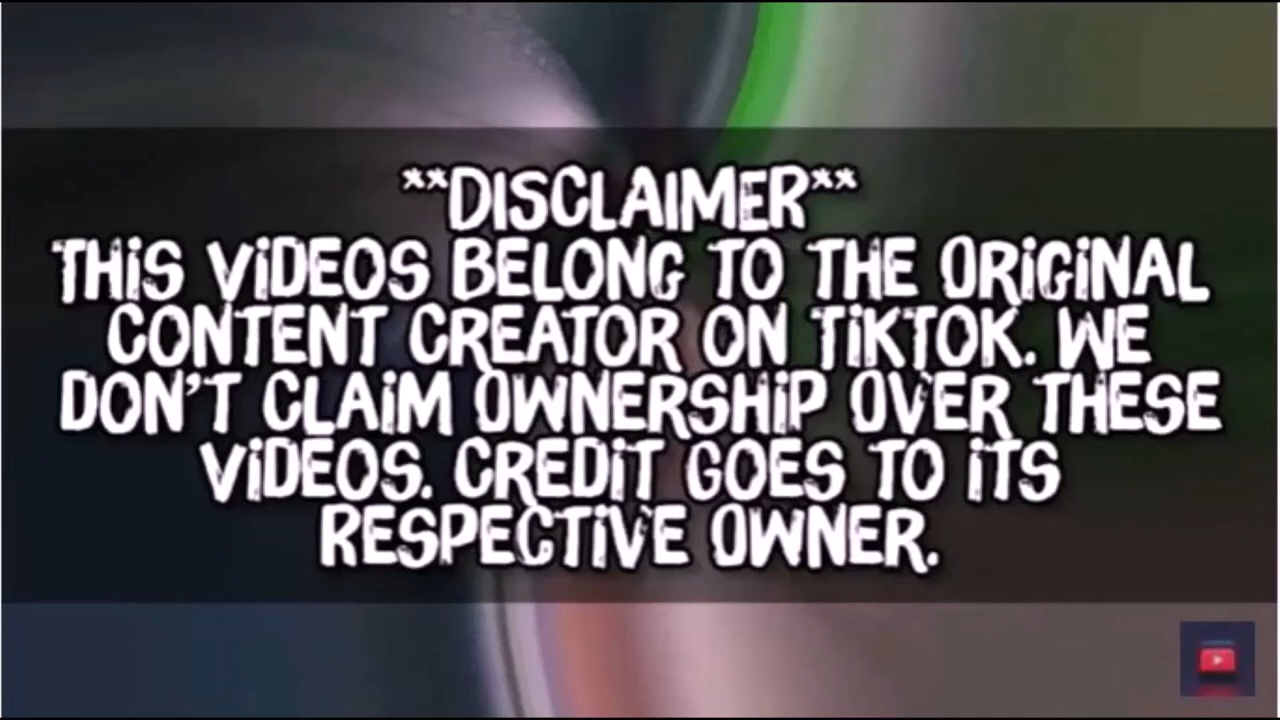 **DISCLAIMER**
THIS VIDEOS BELONG TO THE ORIGINAL
CONTENT CREATOR ON TIKTOK. WE
DON'T CLAIM OWNERSHIP OVER THESE
VIDEOS. CREDIT GOES TO ITS
RESPECTIVE OWNER.